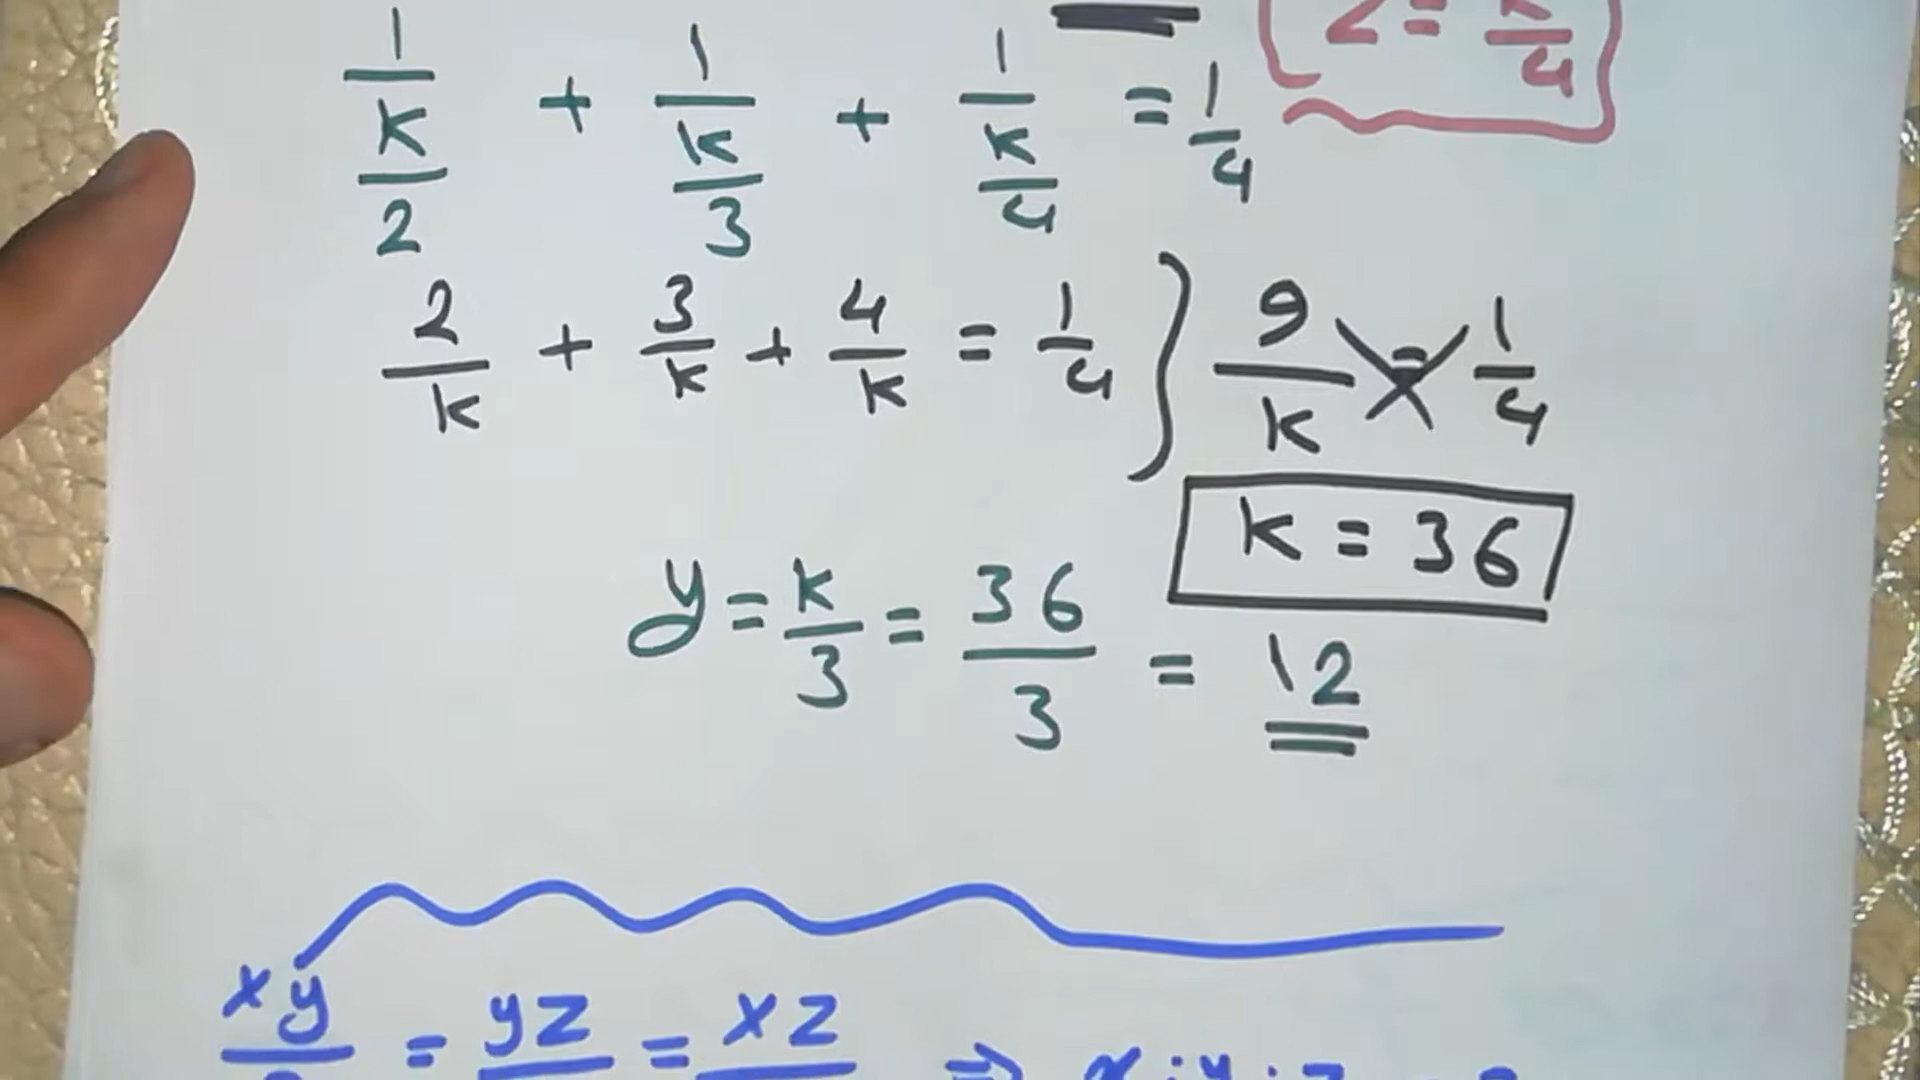 z = k/4
1/(k/2) + 1/(k/3) + 1/(k/4) = 1/4
2/k + 3/k + 4/k = 1/4 } 9/k = 1/4
k = 36
y = k/3 = 36/3 = 12
xy = yz = xz ⇒ x : y : z